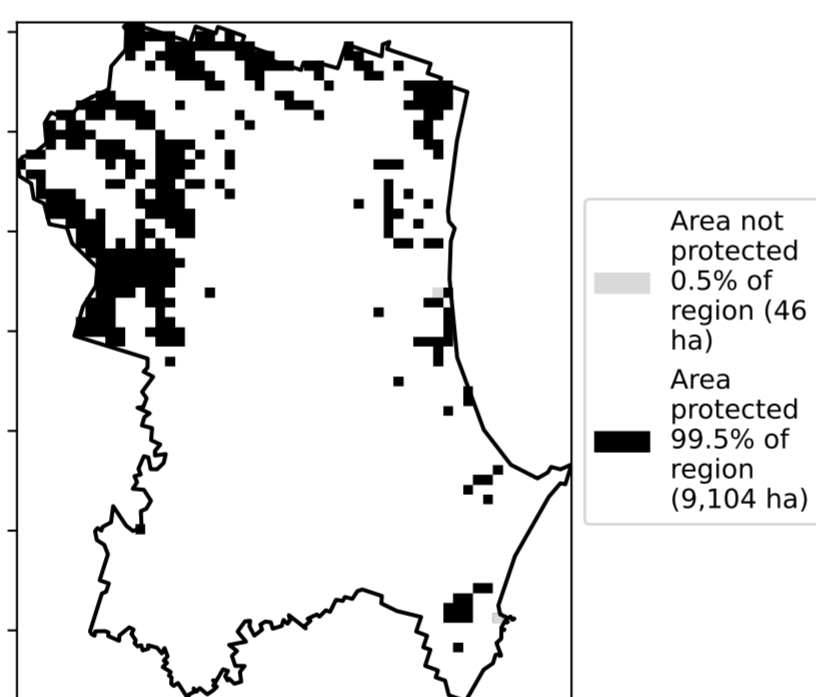 Area not
protected
0.5% of
region (46
ha)
Area
protected
99.5% of
region
(9,104 ha)